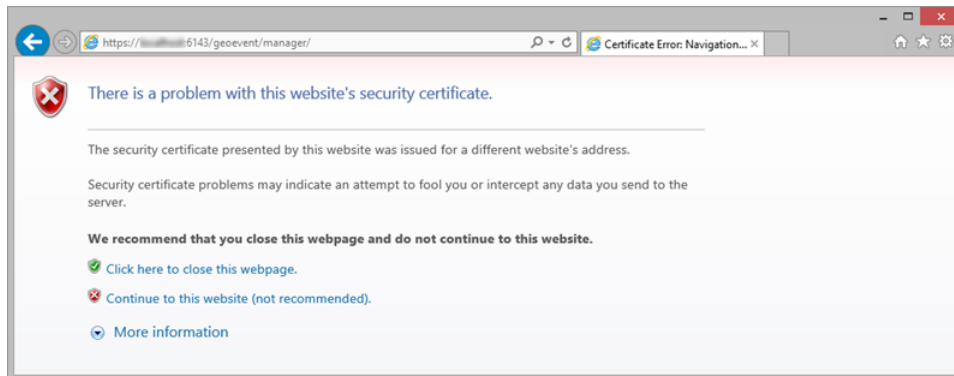 https:// :6143/geoevent/manager/
Certificate Error: Navigation...
There is a problem with this website's security certificate.
The security certificate presented by this website was issued for a different website's address.
Security certificate problems may indicate an attempt to fool you or intercept any data you send to the
server.
We recommend that you close this webpage and do not continue to this website.
Click here to close this webpage.
Continue to this website (not recommended).
More information